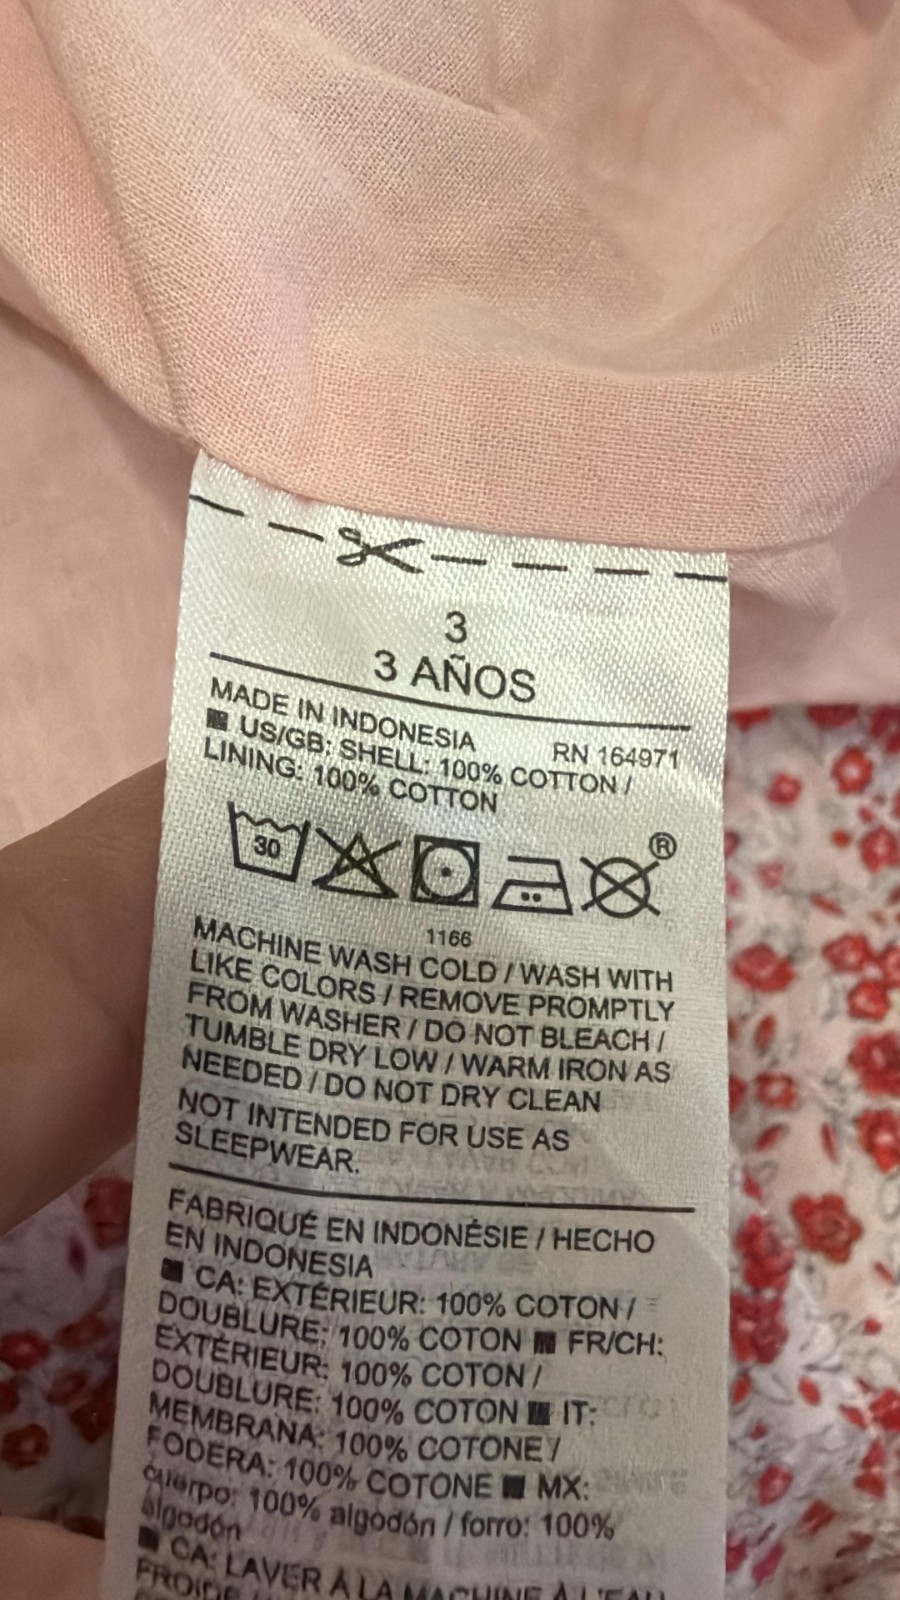 3
3 AÑOS
MADE IN INDONESIA RN 164971
US/GB: SHELL: 100% COTTON /
LINING: 100% COTTON
30 ®
1166
MACHINE WASH COLD / WASH WITH
LIKE COLORS / REMOVE PROMPTLY
FROM WASHER / DO NOT BLEACH /
TUMBLE DRY LOW / WARM IRON AS
NEEDED / DO NOT DRY CLEAN
NOT INTENDED FOR USE AS
SLEEPWEAR.
FABRIQUÉ EN INDONÉSIE / HECHO
EN INDONESIA
CA: EXTÉRIEUR: 100% COTON /
DOUBLURE: 100% COTON FR/CH:
EXTÉRIEUR: 100% COTON /
DOUBLURE: 100% COTON IT:
MEMBRANA: 100% COTONE /
FODERA: 100% COTONE MX:
cuerpo: 100% algodón / forro: 100%
algodón
CA: LAVER À LA MACHINE À L'EAU
FROIDE